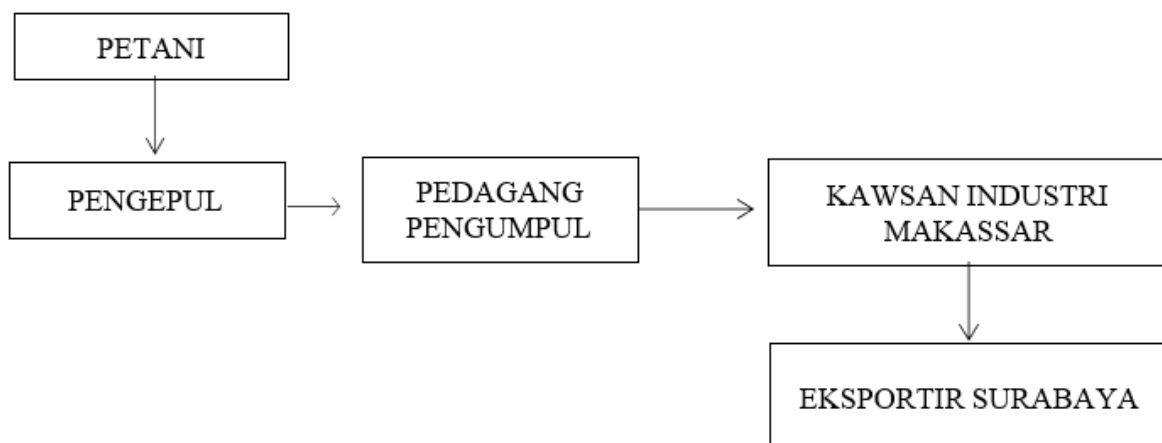 PETANI
PENGEPUL
PEDAGANG
PENGUMPUL
KAWSAN INDUSTRI
MAKASSAR
EKSPORTIR SURABAYA